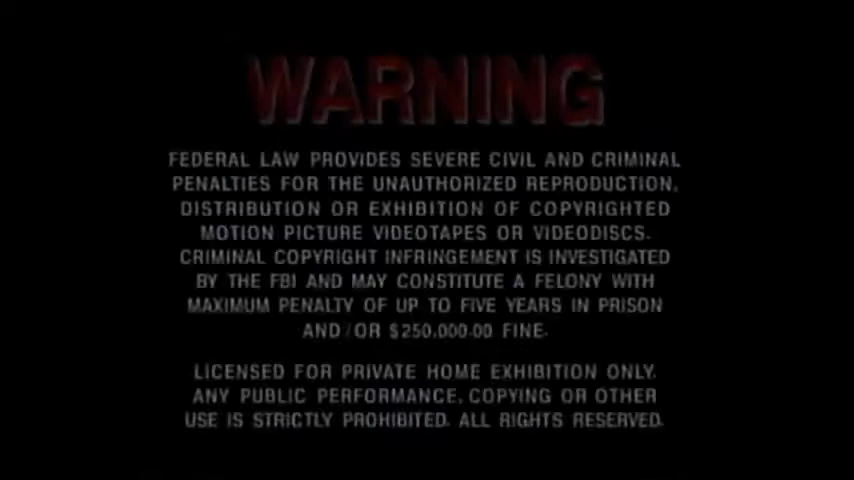 WARNING
FEDERAL LAW PROVIDES SEVERE CIVIL AND CRIMINAL
PENALTIES FOR THE UNAUTHORIZED REPRODUCTION,
DISTRIBUTION OR EXHIBITION OF COPYRIGHTED
MOTION PICTURE VIDEOTAPES OR VIDEODISCS.
CRIMINAL COPYRIGHT INFRINGEMENT IS INVESTIGATED
BY THE FBI AND MAY CONSTITUTE A FELONY WITH
MAXIMUM PENALTY OF UP TO FIVE YEARS IN PRISON
AND/OR $250,000.00 FINE.
LICENSED FOR PRIVATE HOME EXHIBITION ONLY.
ANY PUBLIC PERFORMANCE, COPYING OR OTHER
USE IS STRICTLY PROHIBITED. ALL RIGHTS RESERVED.